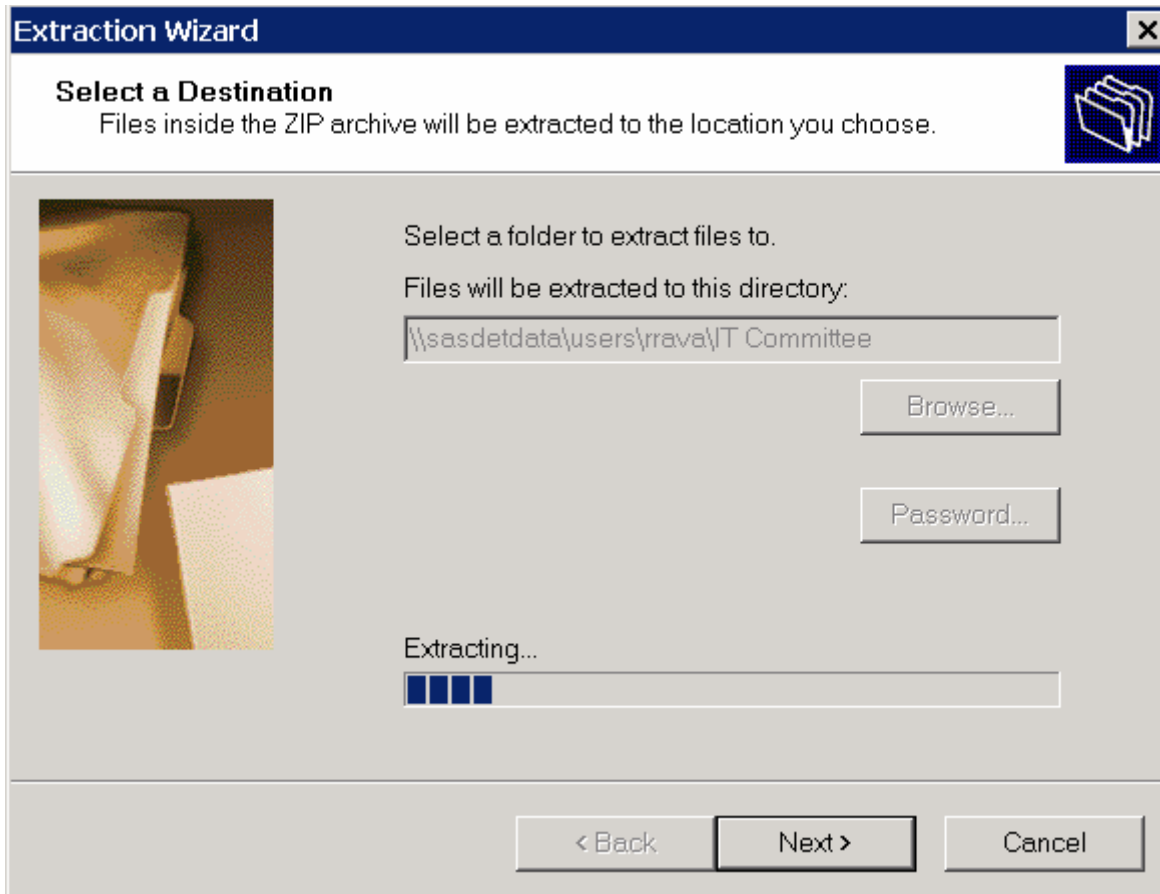 Extraction Wizard
Select a Destination
Files inside the ZIP archive will be extracted to the location you choose.
Select a folder to extract files to.
Files will be extracted to this directory:
\\sasdetdata\users\rrava\IT Committee
Browse...
Password...
Extracting...
< Back Next > Cancel